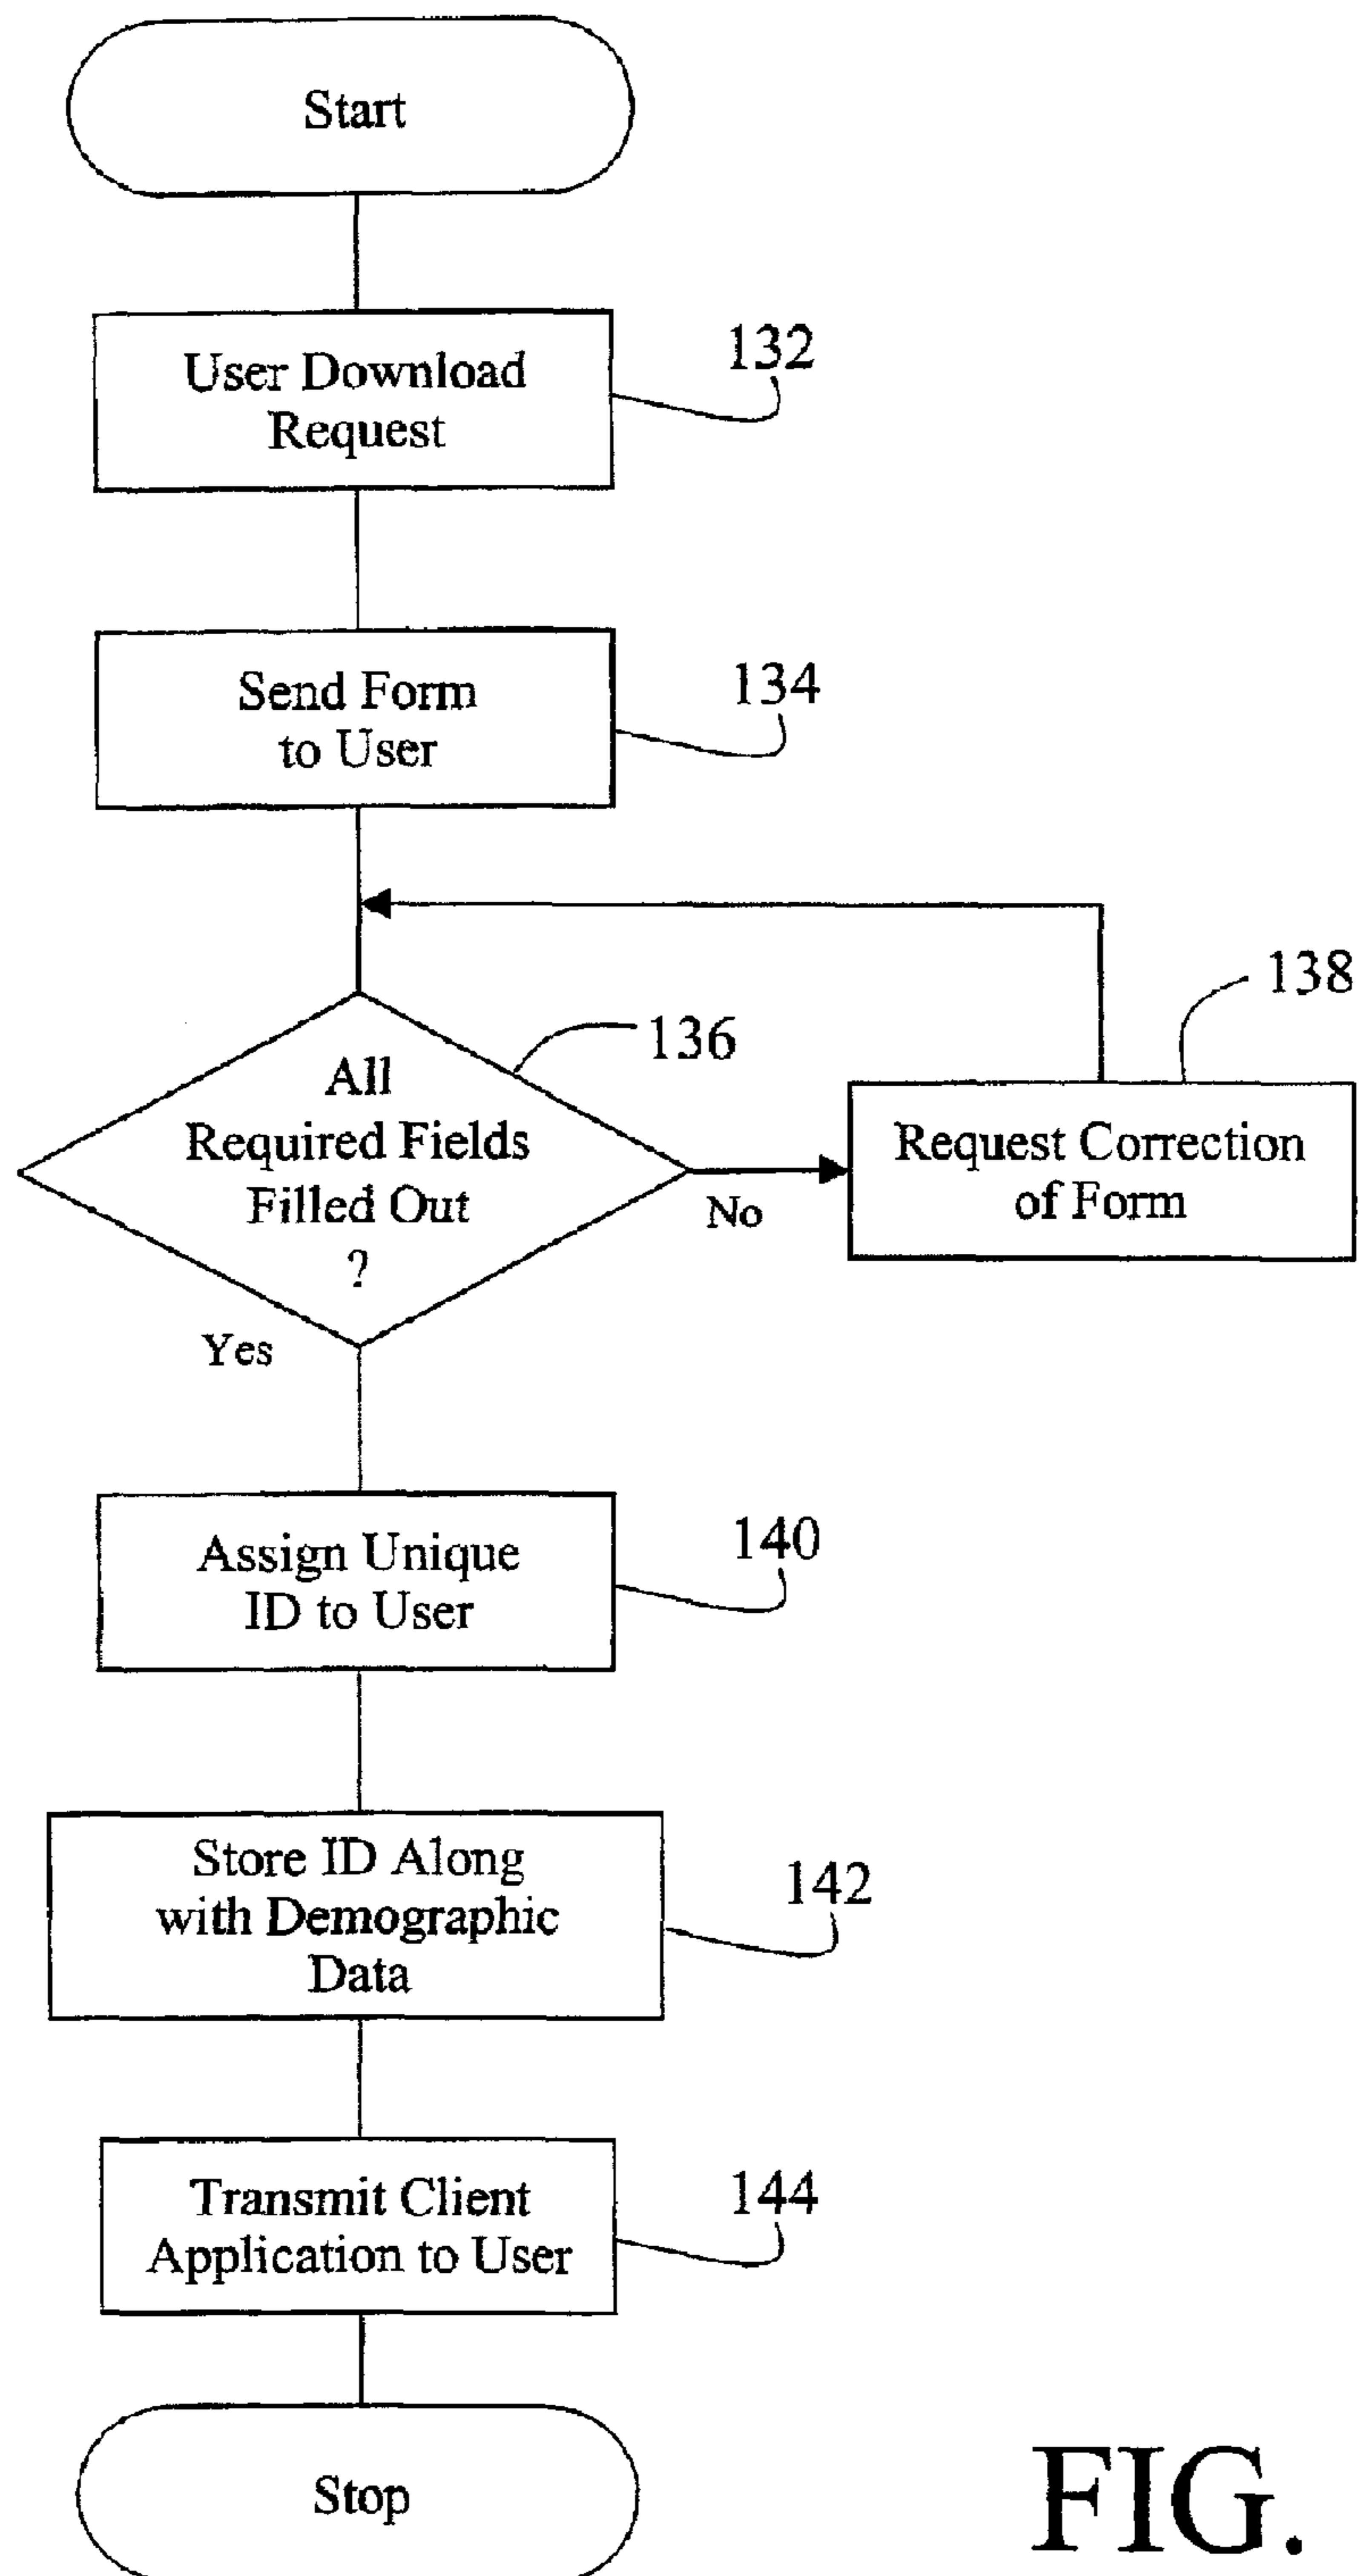 Start
User Download
Request
132
Send Form
to User
134
All
Required Fields
Filled Out
?
136
No
Request Correction
of Form
138
Yes
Assign Unique
ID to User
140
Store ID Along
with Demographic
Data
142
Transmit Client
Application to User
144
Stop
FIG.